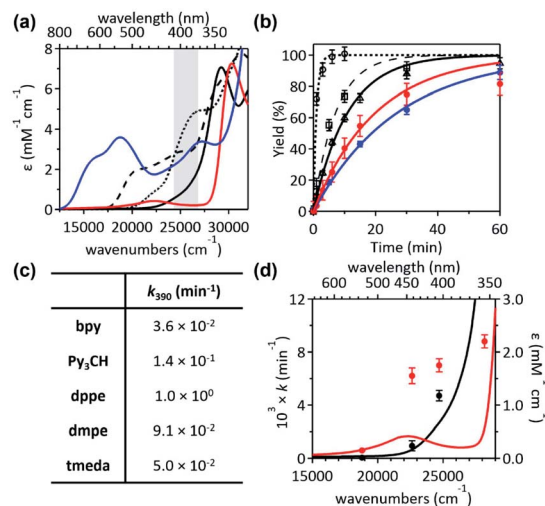 (a)
wavelength (nm)
800 600 500 400 350
8
6
4
2
0
ε (mM⁻¹ cm⁻¹)
15000 20000 25000 30000
wavenumbers (cm⁻¹)
(b)
100
80
60
40
20
0
Yield (%)
0 20 40 60
Time (min)
(c)
k₃₉₀ (min⁻¹)
bpy 3.6 × 10⁻²
Py₃CH 1.4 × 10⁻¹
dppe 1.0 × 10⁰
dmpe 9.1 × 10⁻²
tmeda 5.0 × 10⁻²
(d)
wavelength (nm)
600 500 450 400 350
12
8
4
0
10³ × k (min⁻¹)
3.0
2.0
1.0
0.0
ε (mM⁻¹ cm⁻¹)
15000 20000 25000
wavenumbers (cm⁻¹)